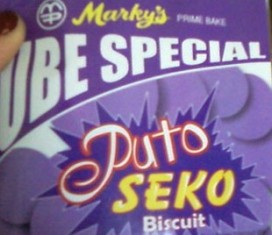 Marky's PRIME BAKE
UBE SPECIAL
Puto
SEKO
Biscuit